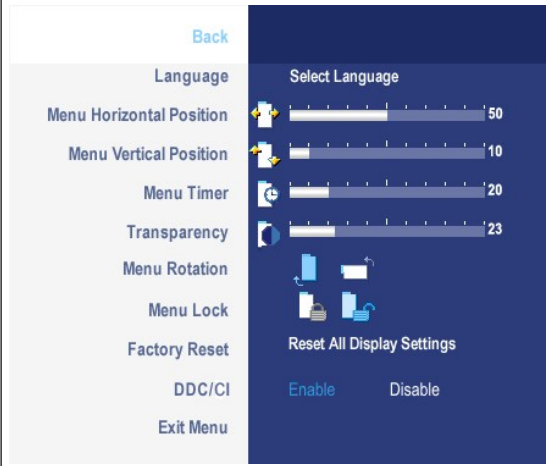 Back
Language Select Language
Menu Horizontal Position 50
Menu Vertical Position 10
Menu Timer 20
Transparency 23
Menu Rotation
Menu Lock
Factory Reset Reset All Display Settings
DDC/CI Enable Disable
Exit Menu